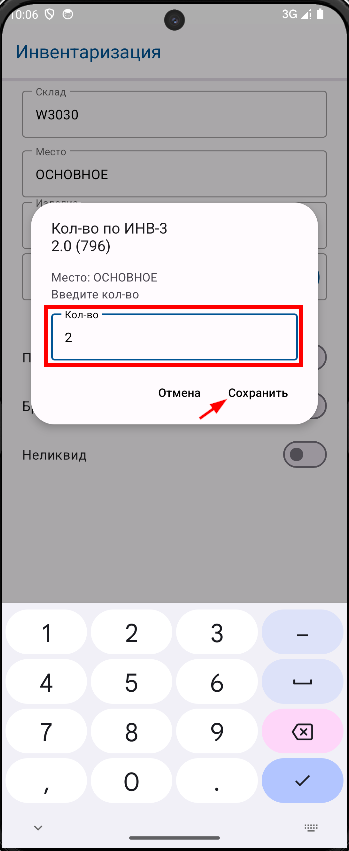 10:06
3G
Инвентаризация
Склад
W3030
Место
ОСНОВНОЕ
Кол-во по ИНВ-3
2.0 (796)
Место: ОСНОВНОЕ
Введите кол-во
Кол-во
2
Отмена Сохранить
Неликвид
1 2 3 –
4 5 6
7 8 9
, 0 .